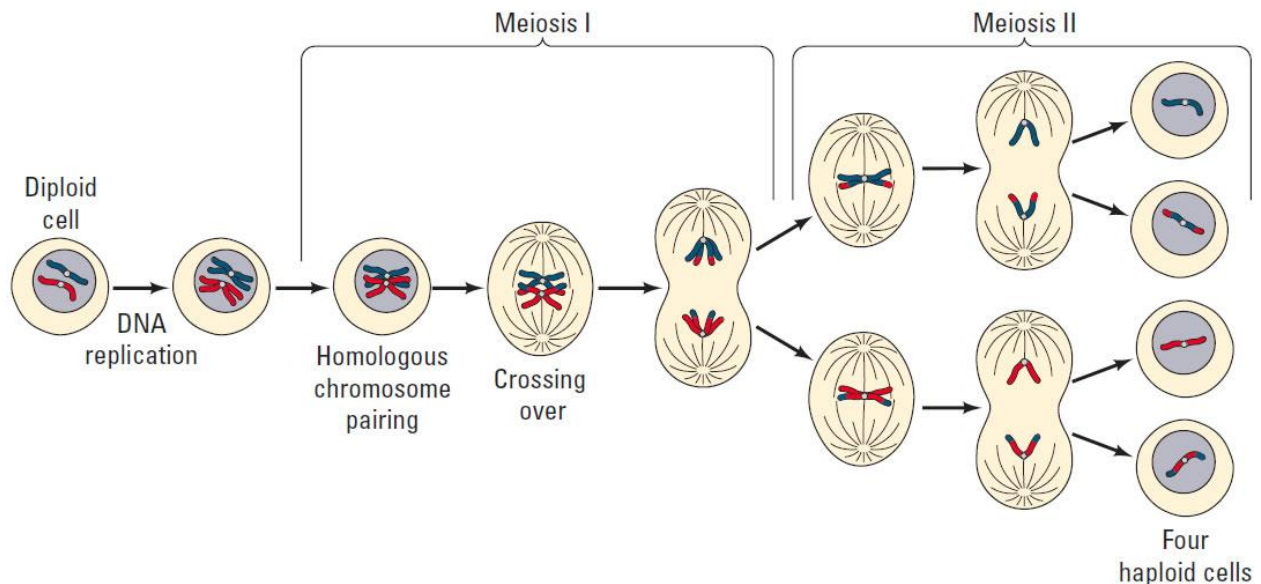 Meiosis I
Meiosis II
Diploid
cell
DNA
replication
Homologous
chromosome
pairing
Crossing
over
Four
haploid cells